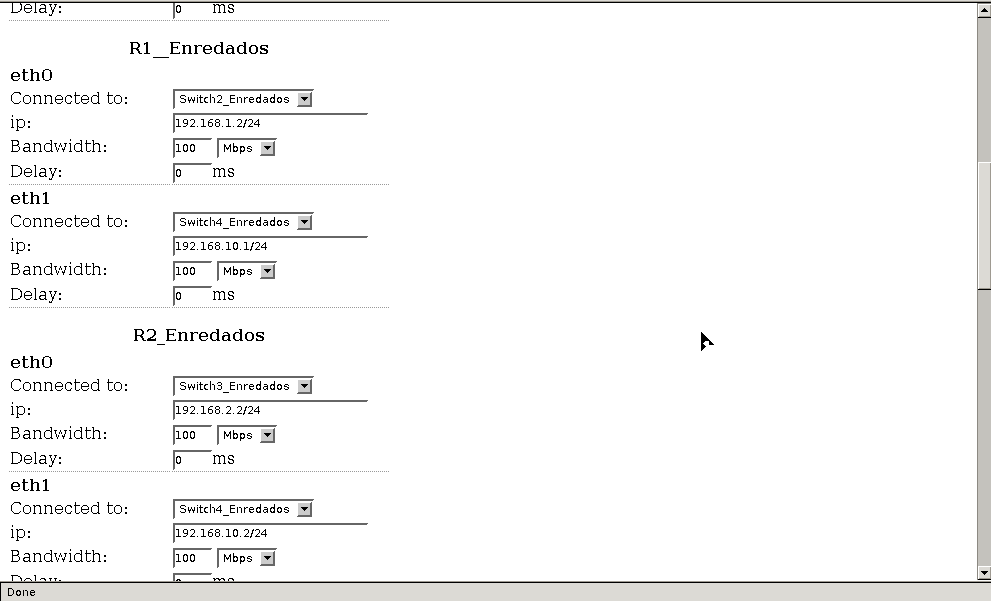 Delay: 0 ms
R1__Enredados
eth0
Connected to: Switch2_Enredados
ip: 192.168.1.2/24
Bandwidth: 100 Mbps
Delay: 0 ms
eth1
Connected to: Switch4_Enredados
ip: 192.168.10.1/24
Bandwidth: 100 Mbps
Delay: 0 ms
R2_Enredados
eth0
Connected to: Switch3_Enredados
ip: 192.168.2.2/24
Bandwidth: 100 Mbps
Delay: 0 ms
eth1
Connected to: Switch4_Enredados
ip: 192.168.10.2/24
Bandwidth: 100 Mbps
Delay: 0 ms
Done